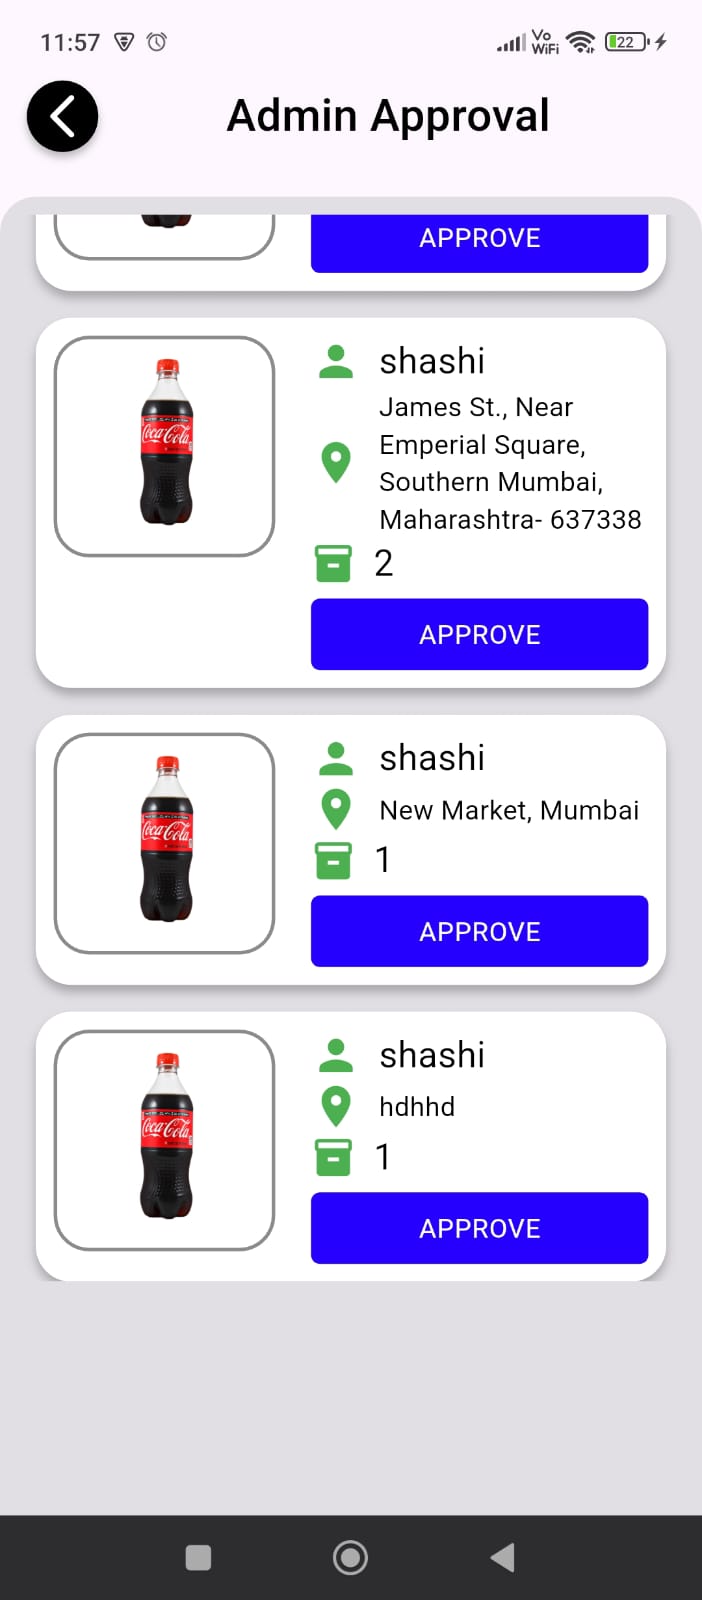 11:57
Vo
WiFi
22
Admin Approval
APPROVE
Coca-Cola
shashi
James St., Near
Emperial Square,
Southern Mumbai,
Maharashtra- 637338
2
APPROVE
Coca-Cola
shashi
New Market, Mumbai
1
APPROVE
Coca-Cola
shashi
hdhhd
1
APPROVE